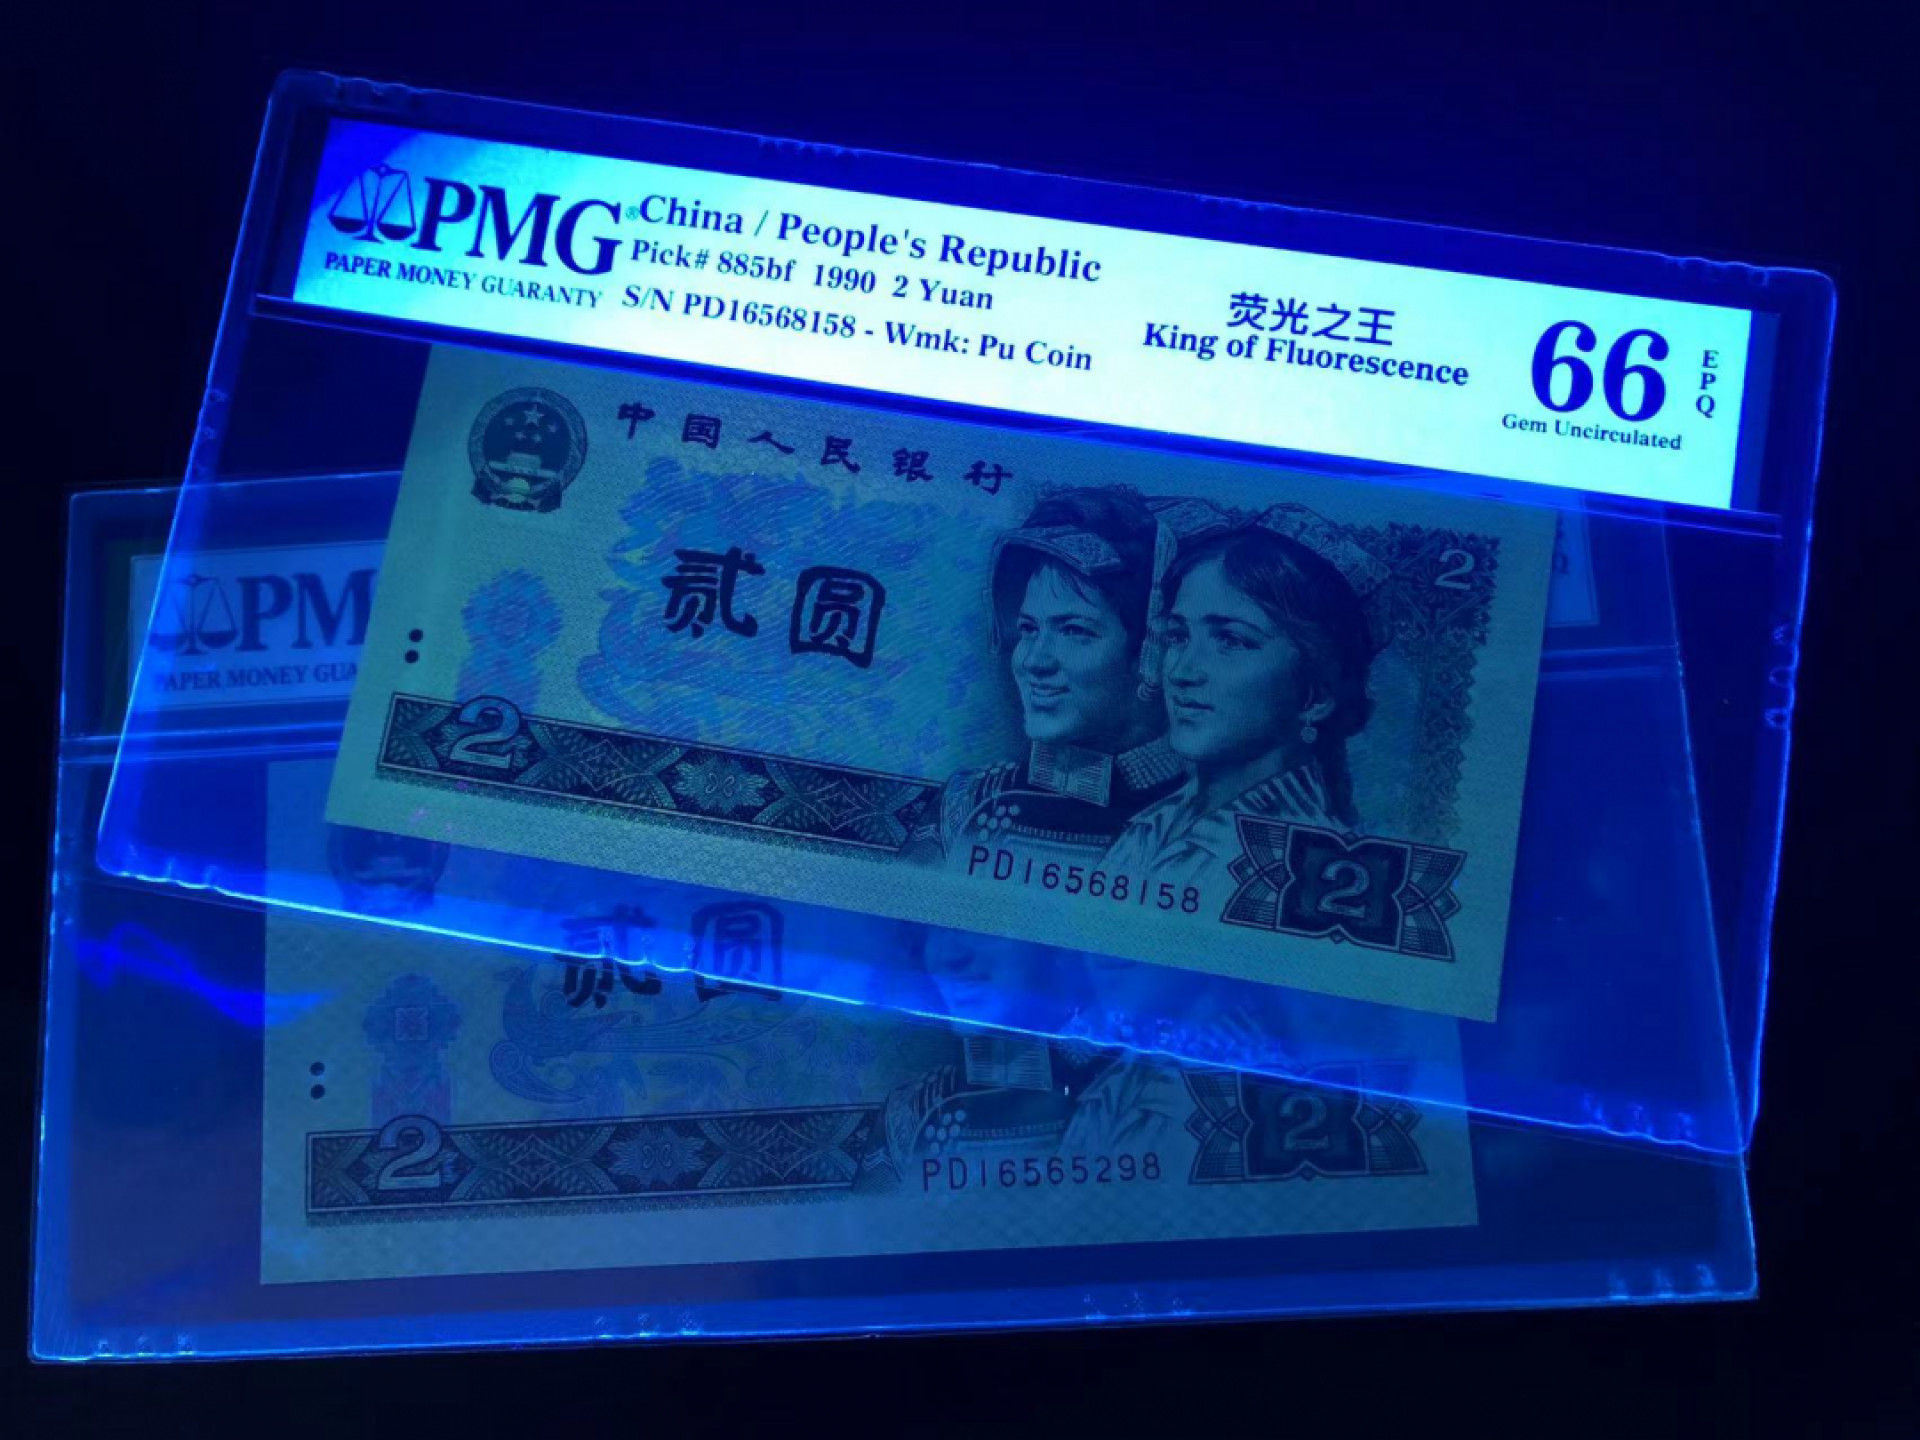 PMG®
PAPER MONEY GUARANTY
China / People's Republic
Pick# 885bf 1990 2 Yuan
S/N PD16568158 - Wmk: Pu Coin
荧光之王
King of Fluorescence
66
EPQ
Gem Uncirculated
中国人民银行
贰圆
2
2
PD16568158
2
PM
PAPER MONEY GUA
贰圆
2
PD16565298
2